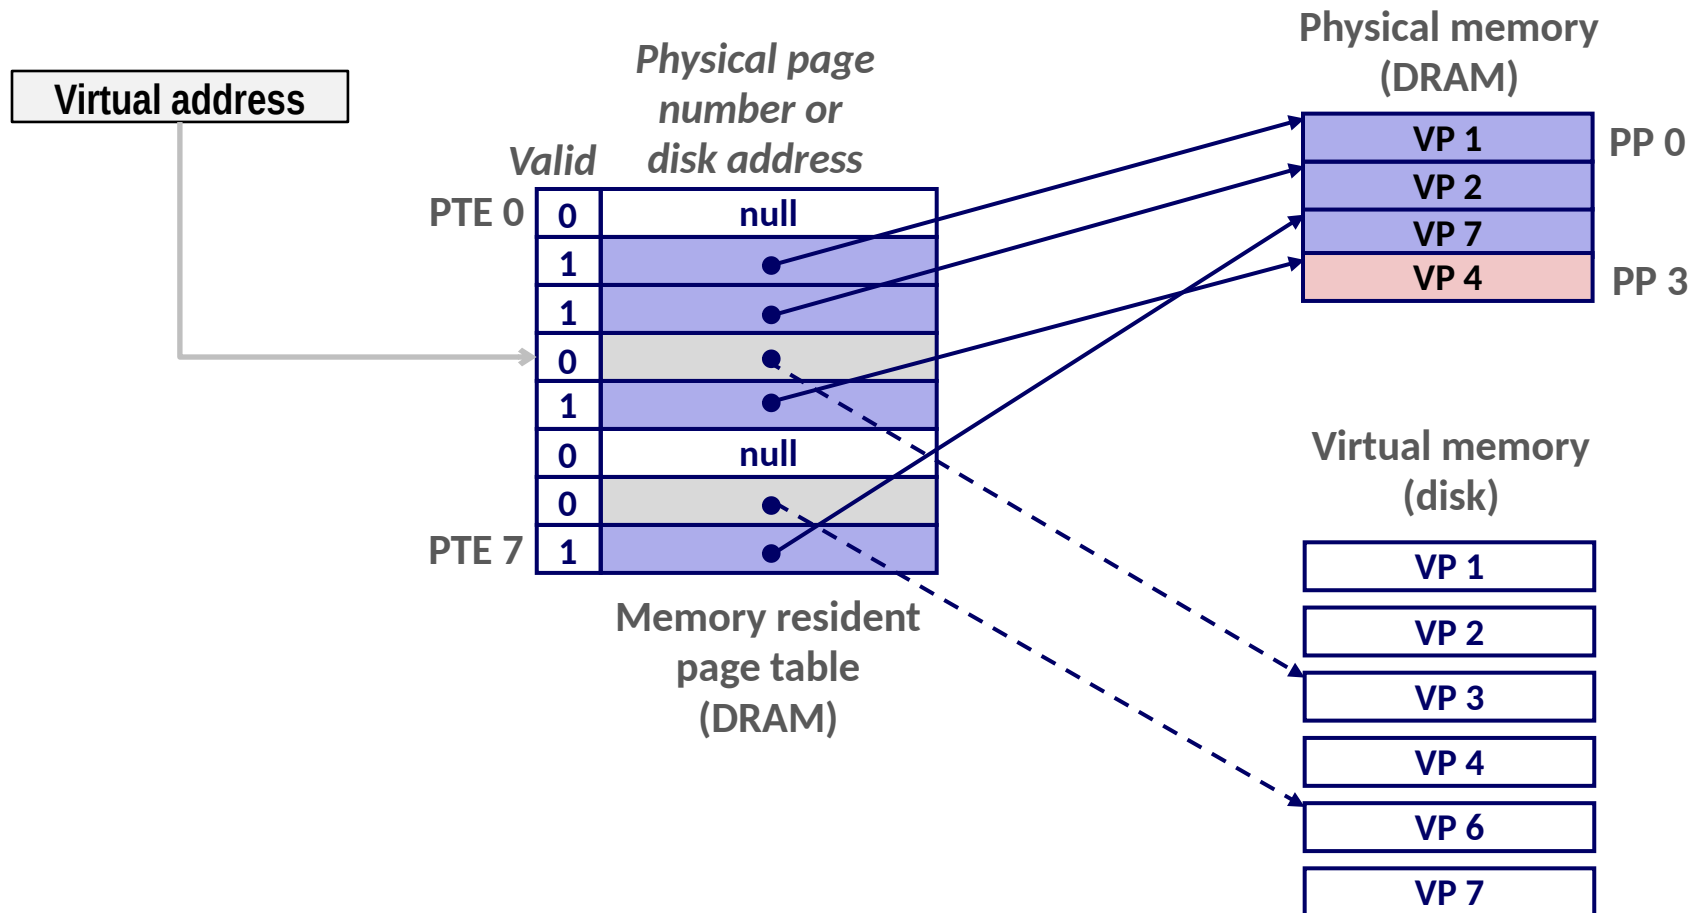 Virtual address
Physical page
number or
disk address
Valid
PTE 0
0
null
1
1
0
1
0
null
0
PTE 7
1
Memory resident
page table
(DRAM)
Physical memory
(DRAM)
VP 1
PP 0
VP 2
VP 7
VP 4
PP 3
Virtual memory
(disk)
VP 1
VP 2
VP 3
VP 4
VP 6
VP 7